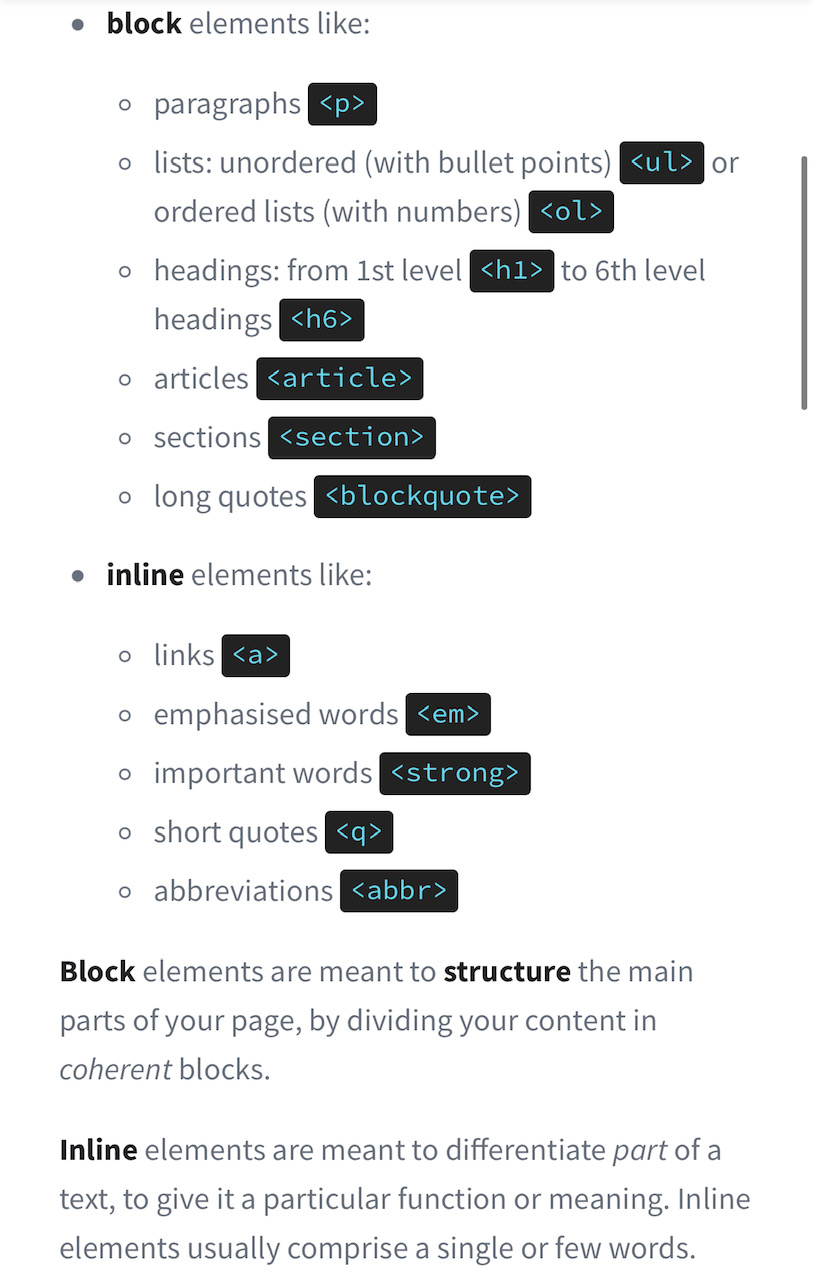 block elements like:
paragraphs <p>
lists: unordered (with bullet points) <ul> or
ordered lists (with numbers) <ol>
headings: from 1st level <h1> to 6th level
headings <h6>
articles <article>
sections <section>
long quotes <blockquote>
inline elements like:
links <a>
emphasised words <em>
important words <strong>
short quotes <q>
abbreviations <abbr>
Block elements are meant to structure the main
parts of your page, by dividing your content in
coherent blocks.
Inline elements are meant to differentiate part of a
text, to give it a particular function or meaning. Inline
elements usually comprise a single or few words.